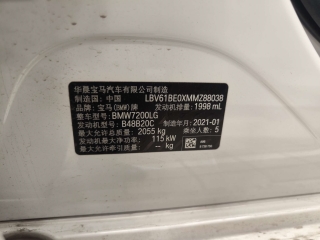 华晨宝马汽车有限公司制造
制造国: 中国 LBV61BE0XMMZ88038
品牌: 宝马(BMW)牌 发动机排量: 1998 mL
整车型号: BMW7200LG
发动机型号: B48B20C 制造年月: 2021-01
最大允许总质量: 2055 kg 乘坐人数: 5
最大净功率: 115 kW
最大允许牵引质量: — kg